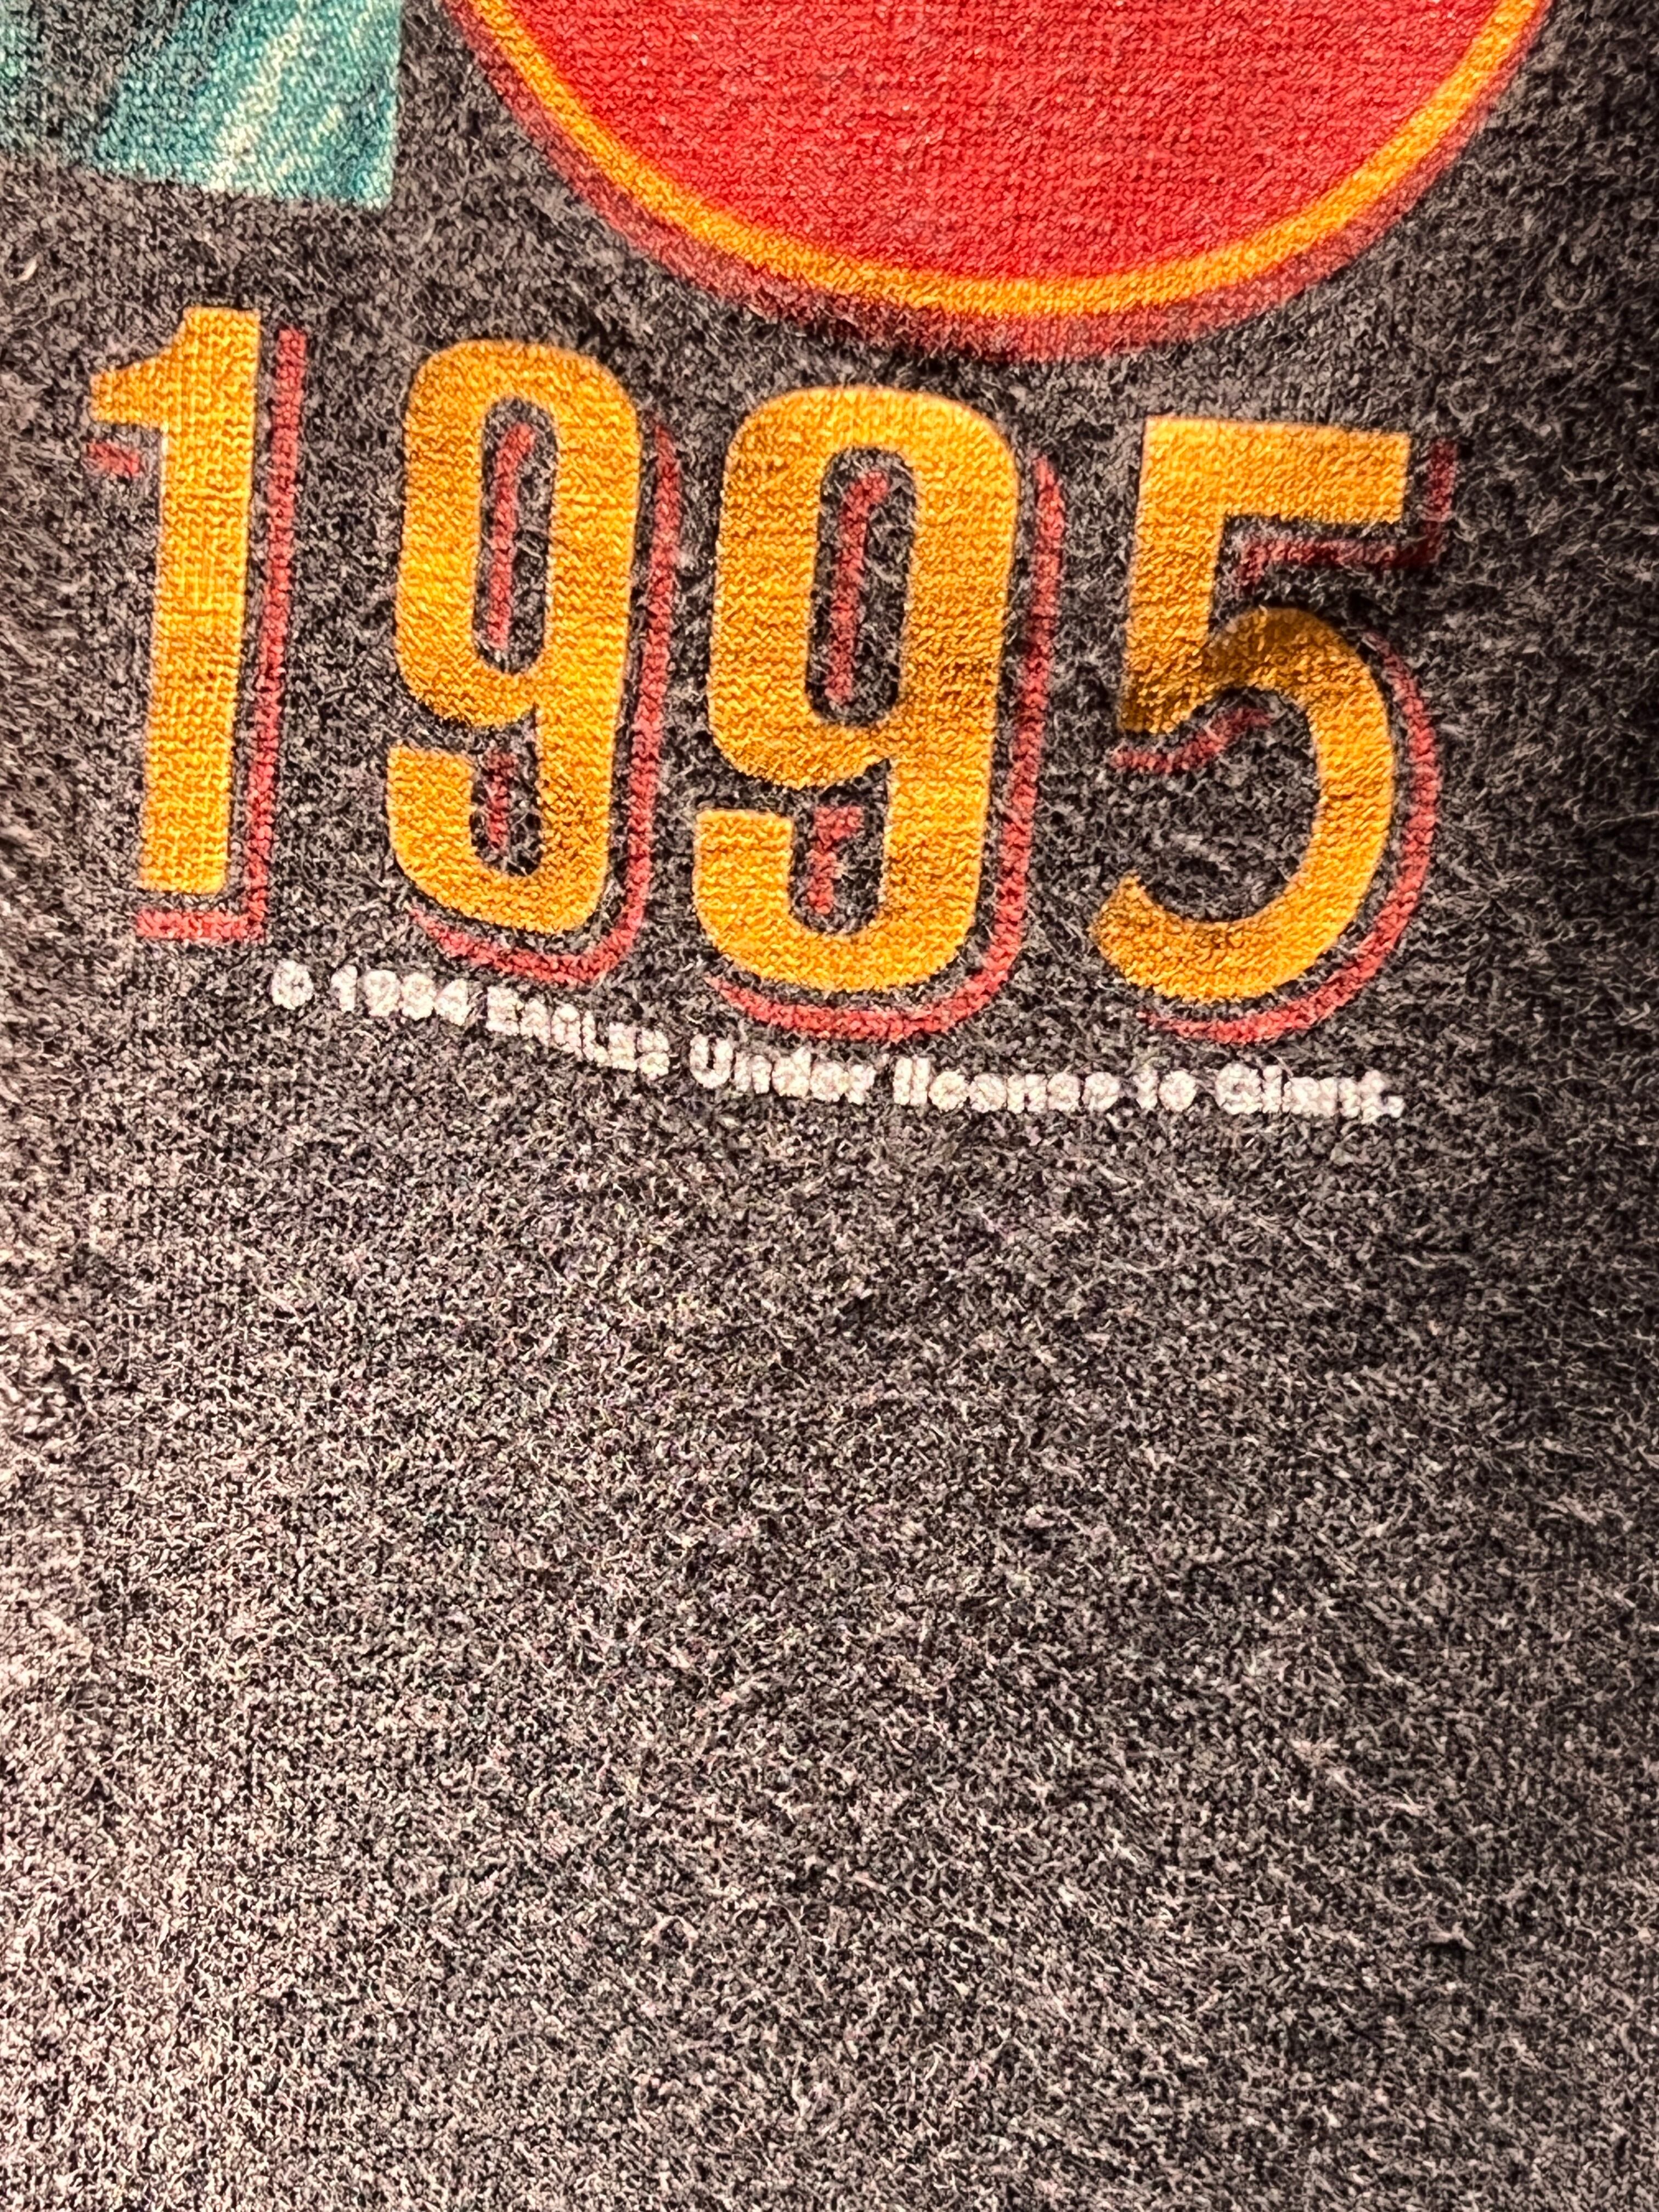 1995
© 1994 EAGLES Under license to Giant.